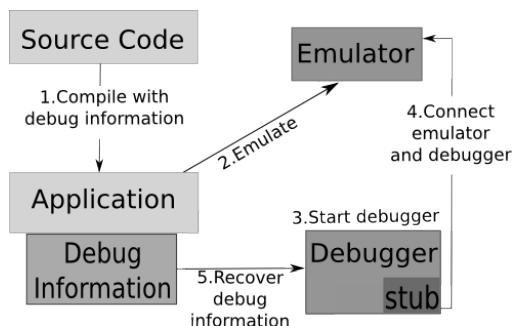 Source Code
Emulator
1.Compile with
debug information
2.Emulate
4.Connect
emulator
and debugger
Application
3.Start debugger
Debug
Information
Debugger
stub
5.Recover
debug
information